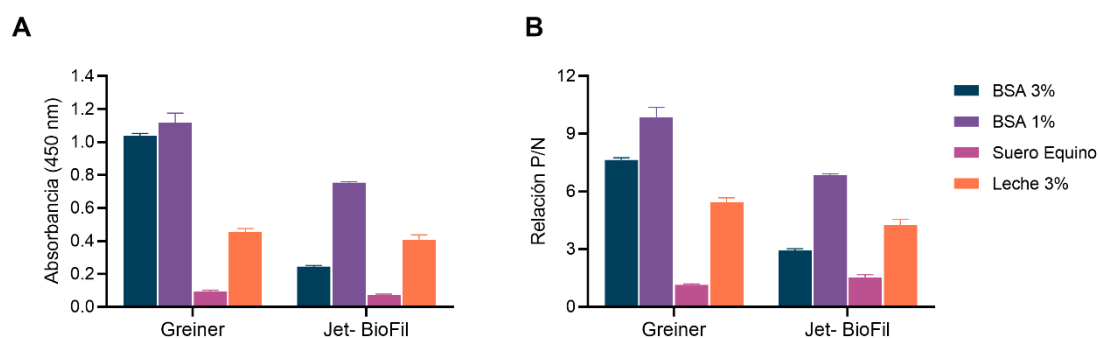 A
Absorbancia (450 nm)
1.4
1.2
1.0
0.8
0.6
0.4
0.2
0.0
Greiner
Jet- BioFil
B
Relación P/N
12
9
6
3
0
Greiner
Jet- BioFil
BSA 3%
BSA 1%
Suero Equino
Leche 3%